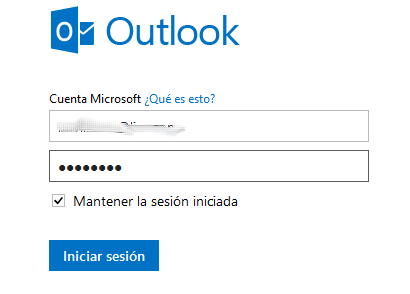 Outlook
Cuenta Microsoft ¿Qué es esto?
••••••••
Mantener la sesión iniciada
Iniciar sesión